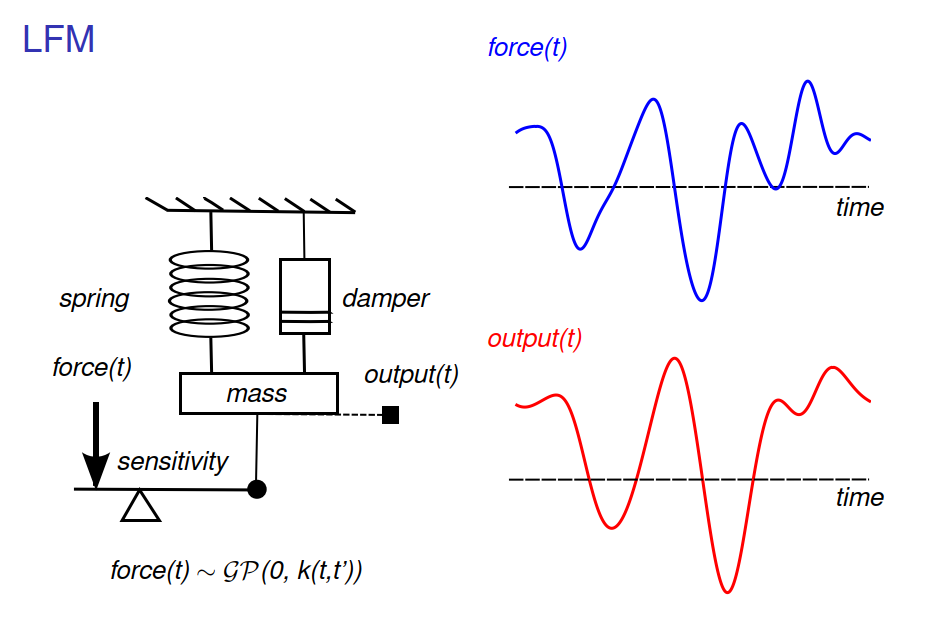 LFM
force(t)
time
spring
damper
force(t)
output(t)
mass
sensitivity
output(t)
time
force(t) ∼ 𝒢𝒫(0, k(t,t'))